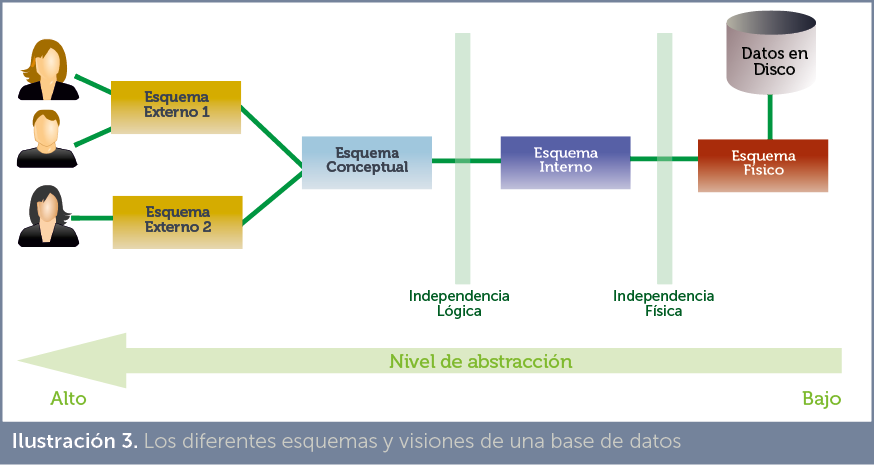 Datos en
Disco
Esquema
Externo 1
Esquema
Conceptual
Esquema
Interno
Esquema
Físico
Esquema
Externo 2
Independencia
Lógica
Independencia
Física
Nivel de abstracción
Alto
Bajo
Ilustración 3. Los diferentes esquemas y visiones de una base de datos